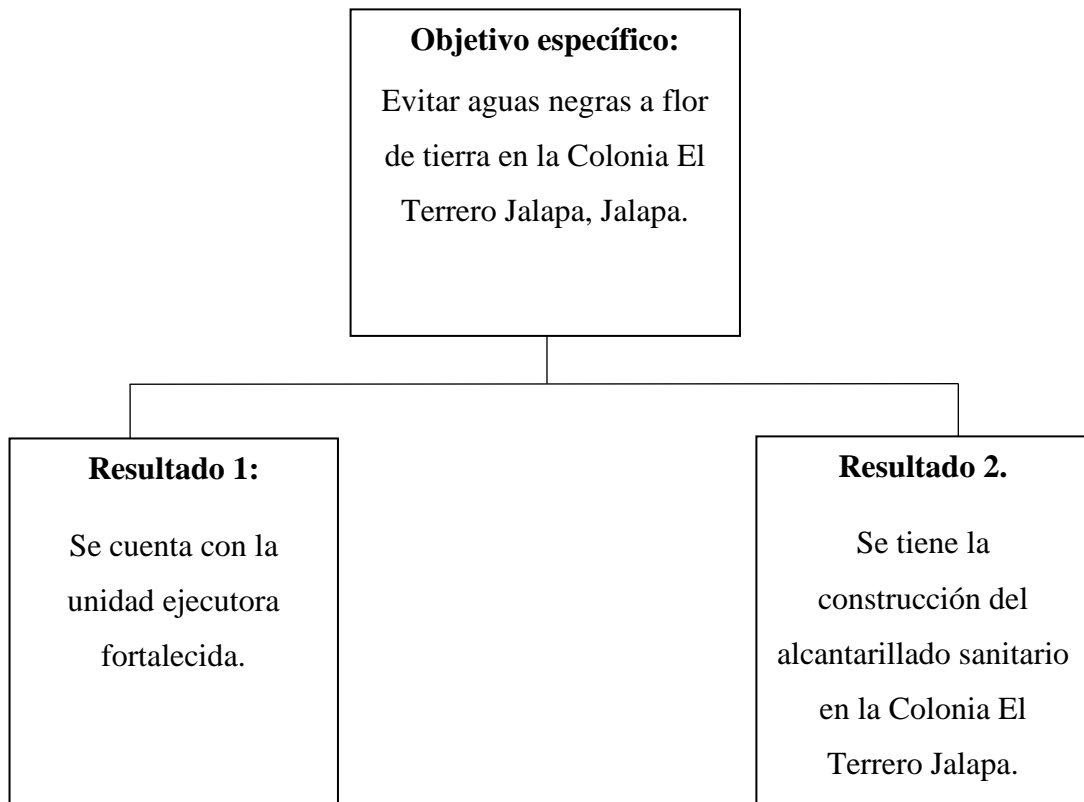 Objetivo específico:
Evitar aguas negras a flor
de tierra en la Colonia El
Terrero Jalapa, Jalapa.
Resultado 1:
Se cuenta con la
unidad ejecutora
fortalecida.
Resultado 2.
Se tiene la
construcción del
alcantarillado sanitario
en la Colonia El
Terrero Jalapa.